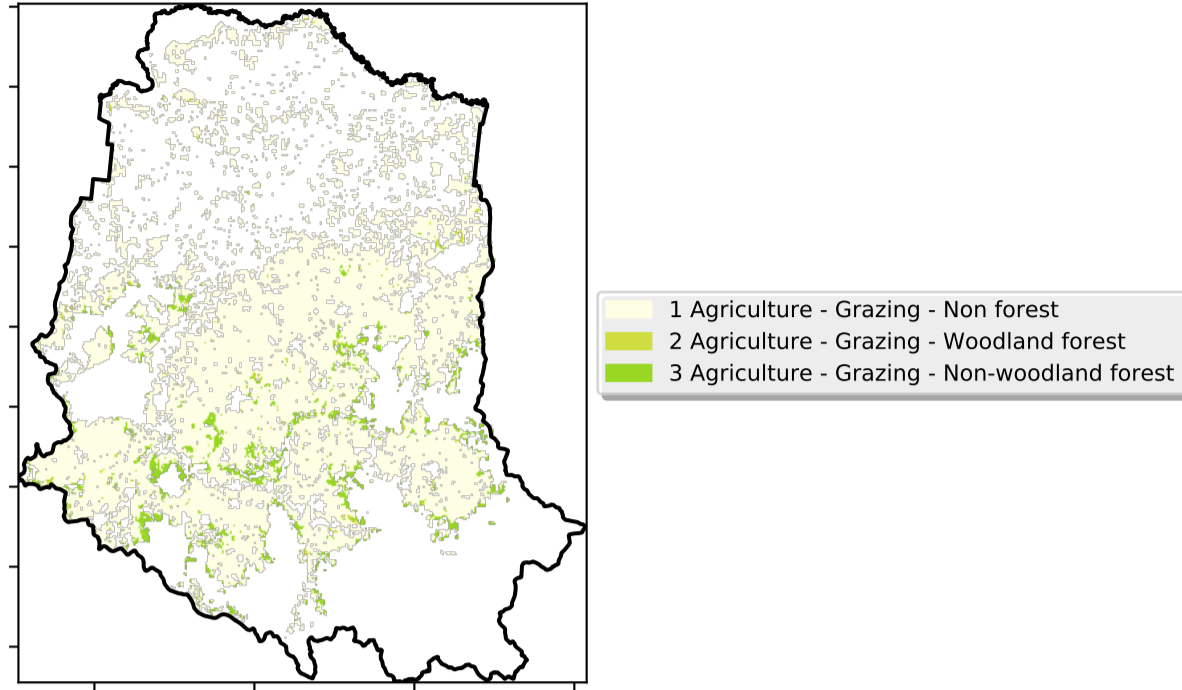 1 Agriculture - Grazing - Non forest
2 Agriculture - Grazing - Woodland forest
3 Agriculture - Grazing - Non-woodland forest